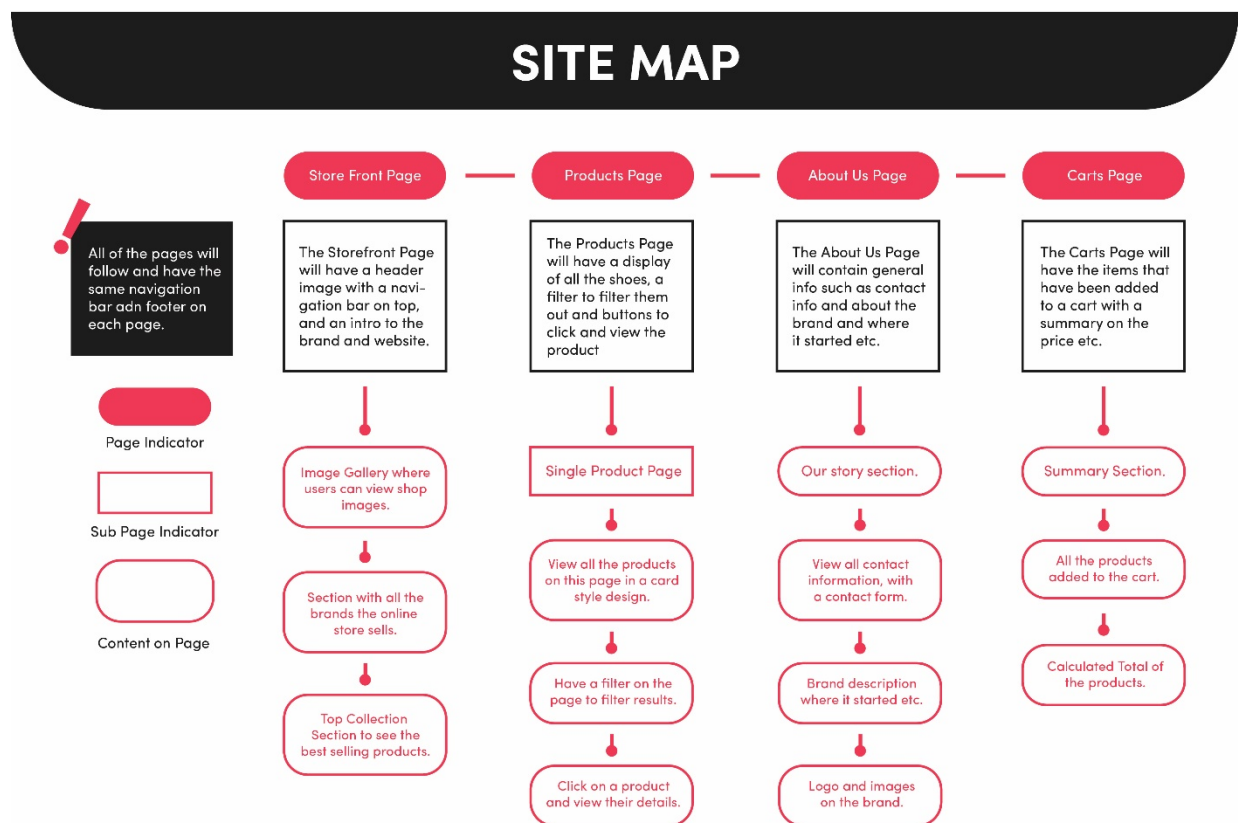 SITE MAP
Store Front Page
Products Page
About Us Page
Carts Page
All of the pages will
follow and have the
same navigation
bar adn footer on
each page.
Page Indicator
Sub Page Indicator
Content on Page
The Storefront Page
will have a header
image with a navi-
gation bar on top,
and an intro to the
brand and website.
Image Gallery where
users can view shop
images.
Section with all the
brands the online
store sells.
Top Collection
Section to see the
best selling products.
The Products Page
will have a display
of all the shoes, a
filter to filter them
out and buttons to
click and view the
product
Single Product Page
View all the products
on this page in a card
style design.
Have a filter on the
page to filter results.
Click on a product
and view their details.
The About Us Page
will contain general
info such as contact
info and about the
brand and where
it started etc.
Our story section.
View all contact
information, with
a contact form.
Brand description
where it started etc.
Logo and images
on the brand.
The Carts Page will
have the items that
have been added
to a cart with a
summary on the
price etc.
Summary Section.
All the products
added to the cart.
Calculated Total of
the products.